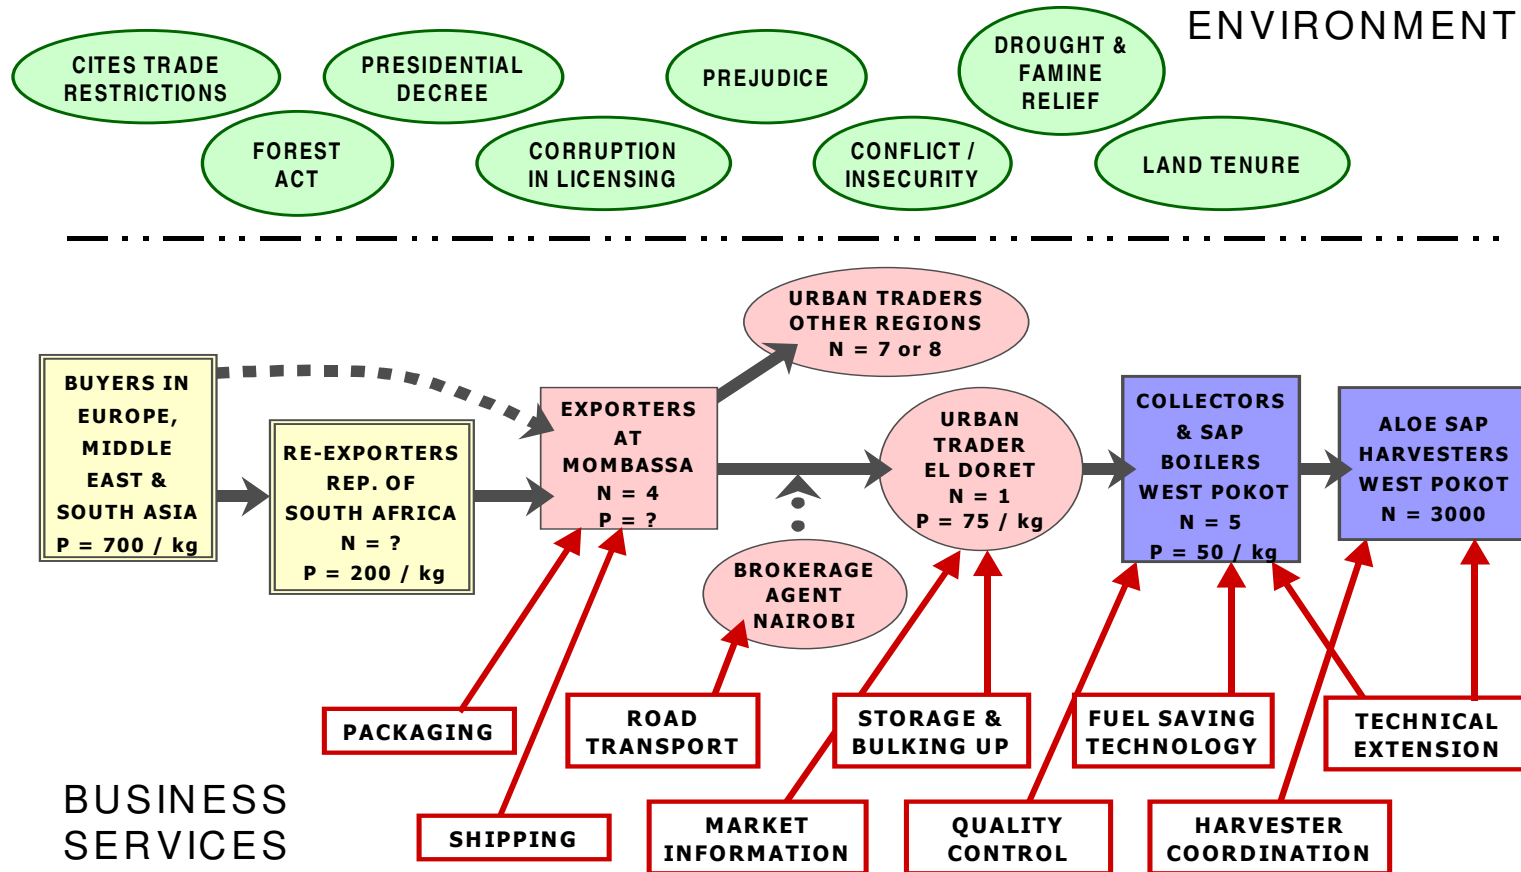 ENVIRONMENT
CITES TRADE
RESTRICTIONS
PRESIDENTIAL
DECREE
PREJUDICE
DROUGHT &
FAMINE
RELIEF
FOREST
ACT
CORRUPTION
IN LICENSING
CONFLICT /
INSECURITY
LAND TENURE
URBAN TRADERS
OTHER REGIONS
N = 7 or 8
BUYERS IN
EUROPE,
MIDDLE
EAST &
SOUTH ASIA
P = 700 / kg
RE-EXPORTERS
REP. OF
SOUTH AFRICA
N = ?
P = 200 / kg
EXPORTERS
AT
MOMBASSA
N = 4
P = ?
URBAN
TRADER
EL DORET
N = 1
P = 75 / kg
COLLECTORS
& SAP
BOILERS
WEST POKOT
N = 5
P = 50 / kg
ALOE SAP
HARVESTERS
WEST POKOT
N = 3000
BROKERAGE
AGENT
NAIROBI
PACKAGING
ROAD
TRANSPORT
STORAGE &
BULKING UP
FUEL SAVING
TECHNOLOGY
TECHNICAL
EXTENSION
BUSINESS
SERVICES
SHIPPING
MARKET
INFORMATION
QUALITY
CONTROL
HARVESTER
COORDINATION